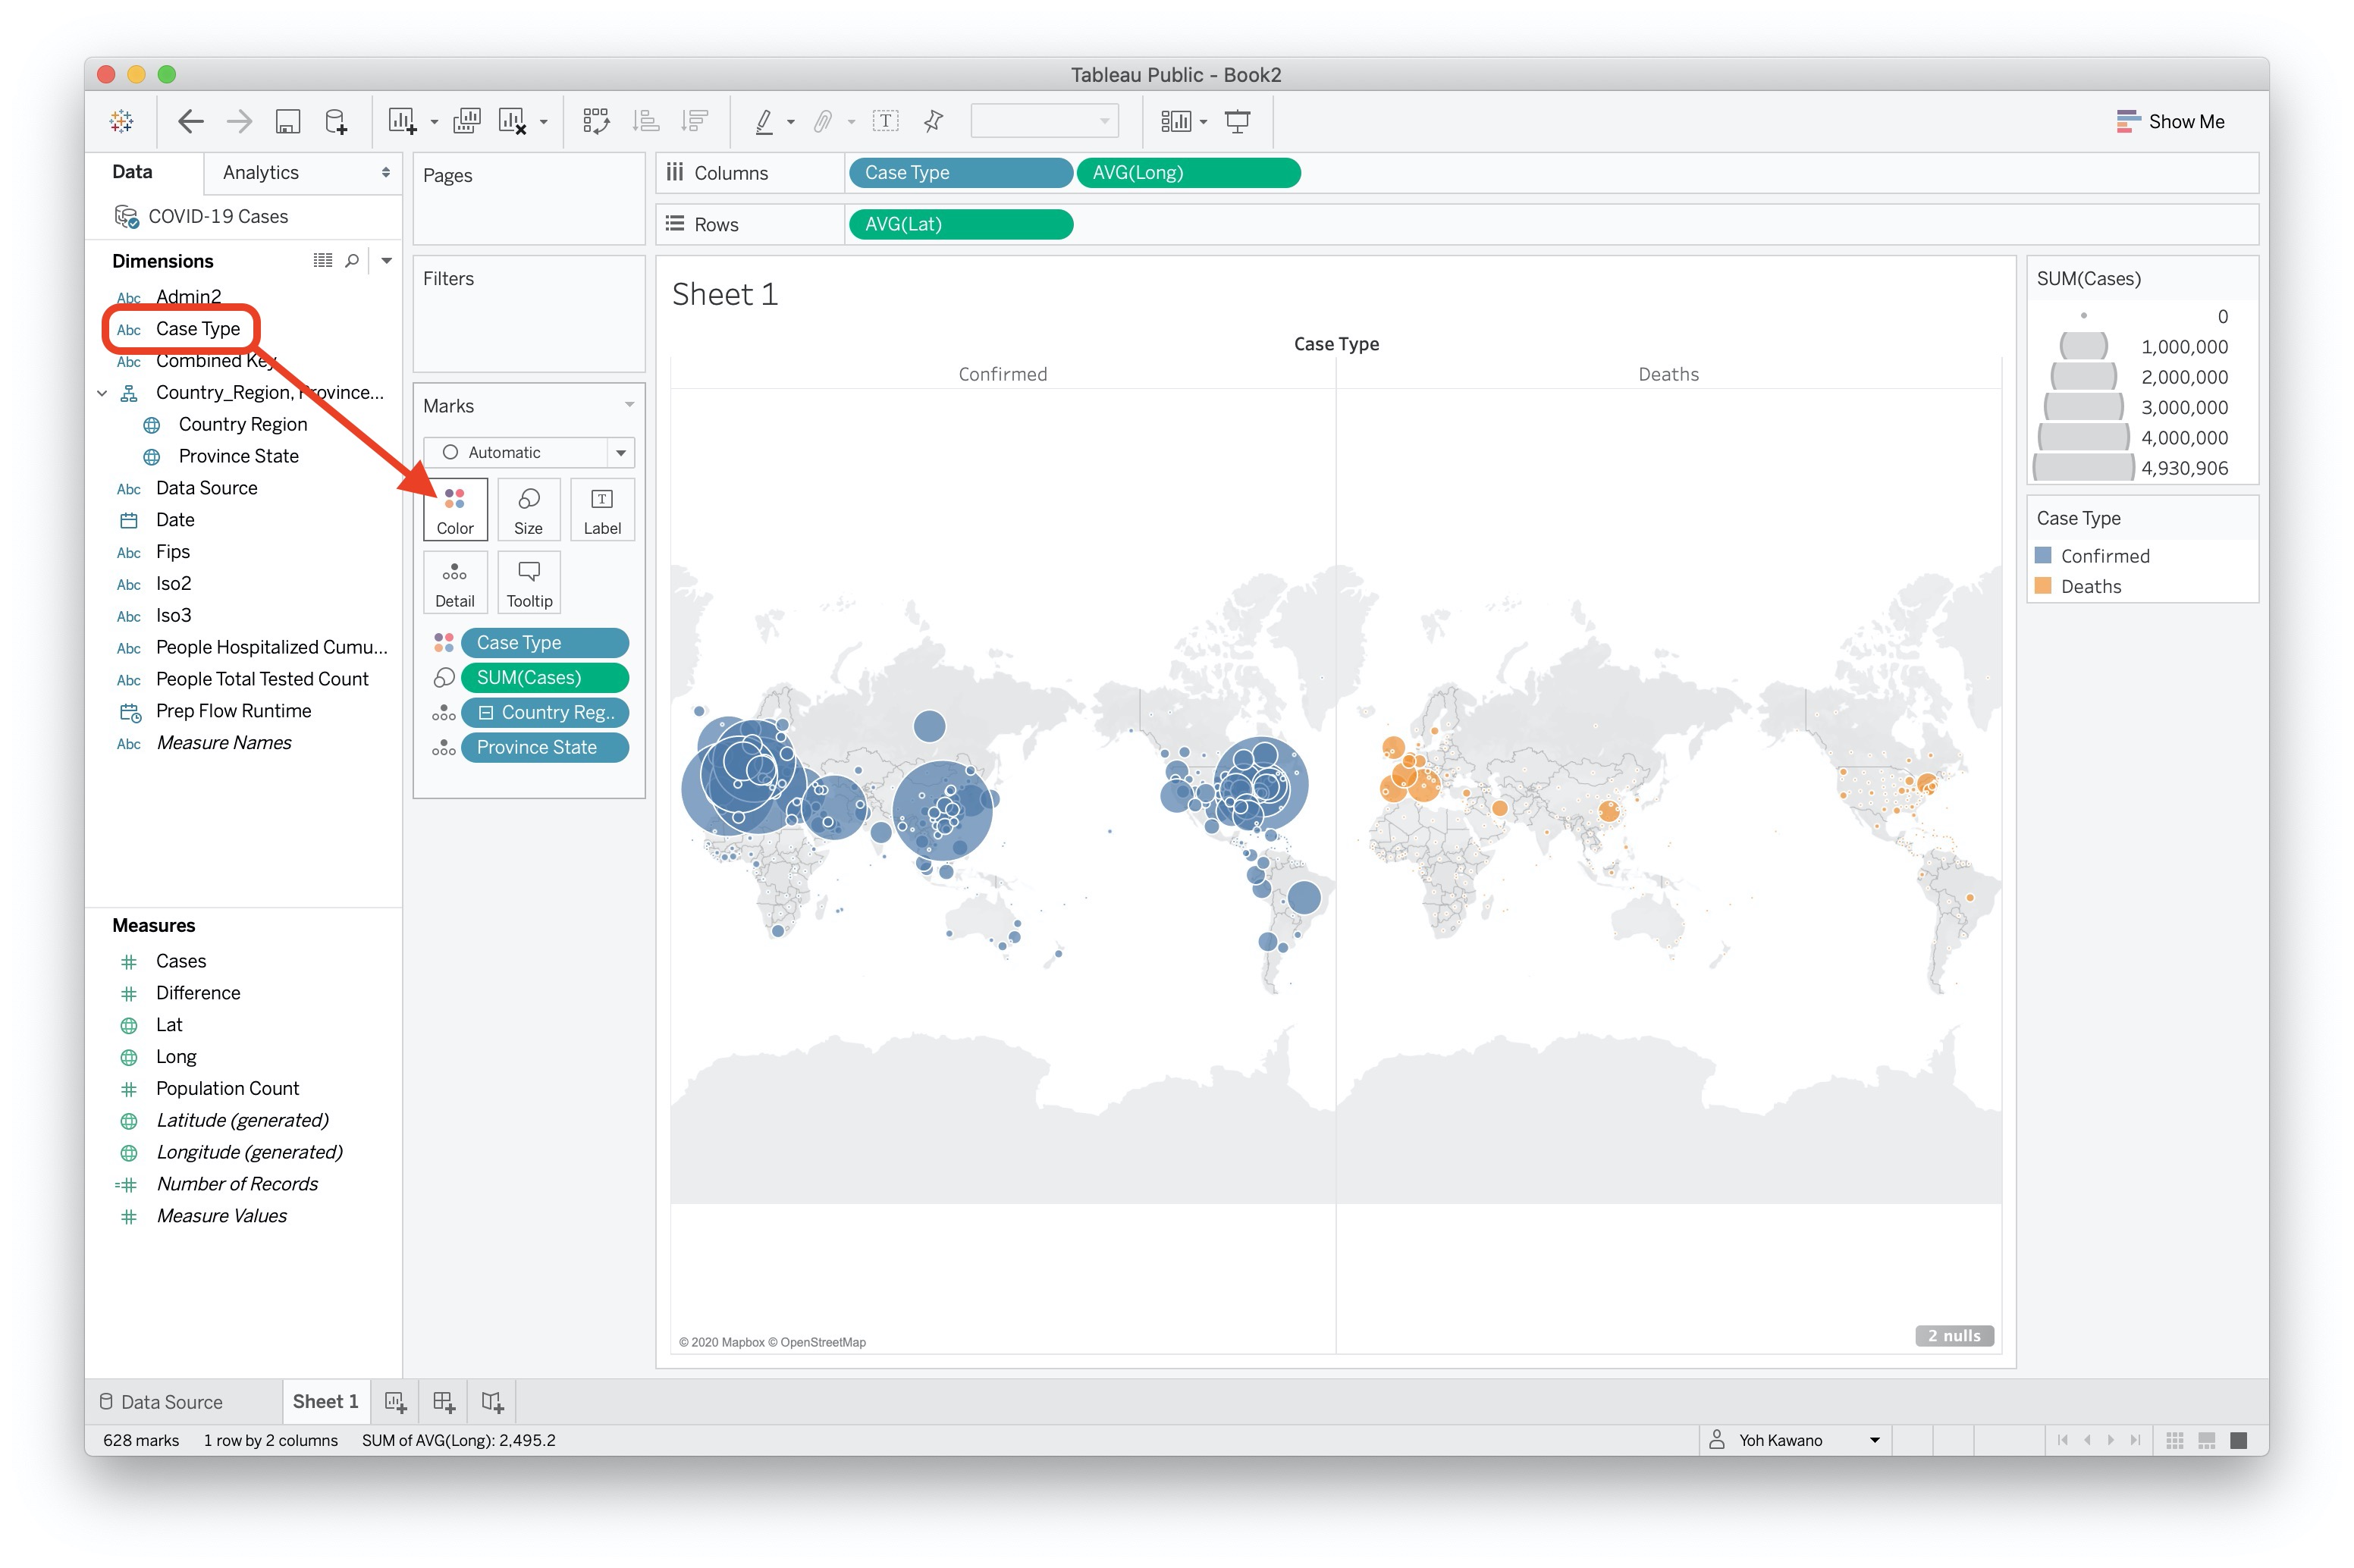 Tableau Public - Book2
Show Me
Data
Analytics
COVID-19 Cases
Dimensions
Abc Admin2
Abc Case Type
Abc Combined Key
Country_Region, Province...
Country Region
Province State
Abc Data Source
Date
Abc Fips
Abc Iso2
Abc Iso3
Abc People Hospitalized Cumu...
Abc People Total Tested Count
Prep Flow Runtime
Abc Measure Names
Measures
Cases
Difference
Lat
Long
Population Count
Latitude (generated)
Longitude (generated)
Number of Records
Measure Values
Pages
Filters
Marks
Automatic
Color
Size
Label
Detail
Tooltip
Case Type
SUM(Cases)
Country Reg..
Province State
Columns
Case Type
AVG(Long)
Rows
AVG(Lat)
Sheet 1
Case Type
Confirmed
Deaths
© 2020 Mapbox © OpenStreetMap
2 nulls
SUM(Cases)
0
1,000,000
2,000,000
3,000,000
4,000,000
4,930,906
Case Type
Confirmed
Deaths
Data Source
Sheet 1
628 marks
1 row by 2 columns
SUM of AVG(Long): 2,495.2
Yoh Kawano